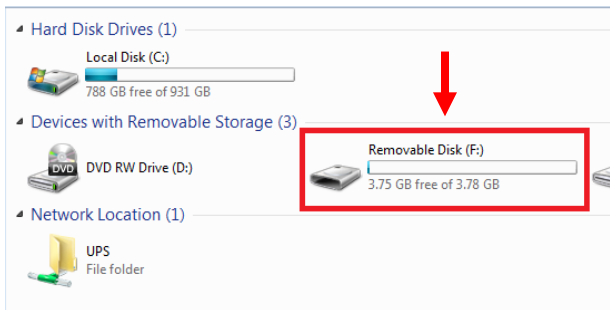 Hard Disk Drives (1)
Local Disk (C:)
788 GB free of 931 GB
Devices with Removable Storage (3)
DVD
DVD RW Drive (D:)
Removable Disk (F:)
3.75 GB free of 3.78 GB
Network Location (1)
UPS
File folder